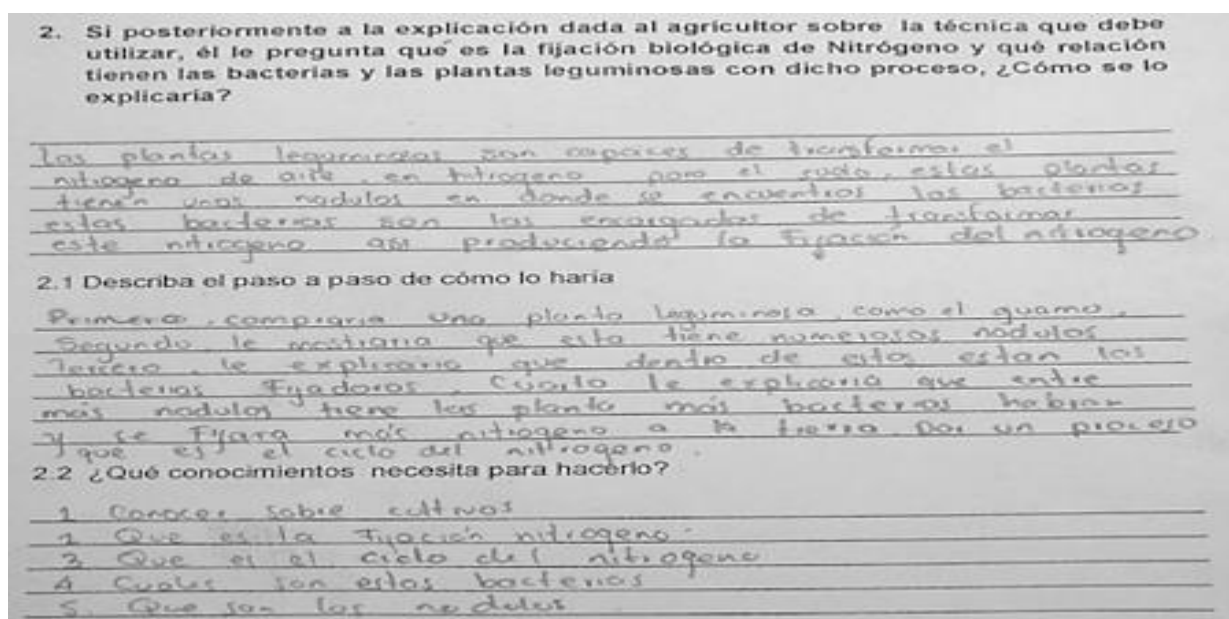 2. Si posteriormente a la explicación dada al agricultor sobre la técnica que debe
utilizar, él le pregunta que es la fijación biológica de Nitrógeno y qué relación
tienen las bacterias y las plantas leguminosas con dicho proceso, ¿Cómo se lo
explicaría?
Las plantas leguminosas son capaces de transformar el
nitrogeno de aire, en nitrogeno para el suelo, estas plantas
tienen unos nodulos en donde se encuentros las bacterias
estas bacterias son las encargadas de transformar
este nitrogeno asi produciendo la fijación del nitrogeno
2.1 Describa el paso a paso de cómo lo haría
Primero, compraria una planta leguminosa, como el guamo,
Segundo, le mostraria que esta tiene numerosos nodulos
Tercero, le explicaria que dentro de estos estan las
bacterias fijadoras. Cuarto le explicaria que entre
más nodulos tiene las planta más bacterias habran
y se fijara más nitrogeno a la tierra por un proceso
que es el ciclo del nitrogeno.
2.2 ¿Qué conocimientos necesita para hacerlo?
1 Conocer sobre cultivos
2 Que es la Fijación nitrogeno.
3 Que es el ciclo del nitrogeno
4 Cuales son estas bacterias
5. Que son los nodulos